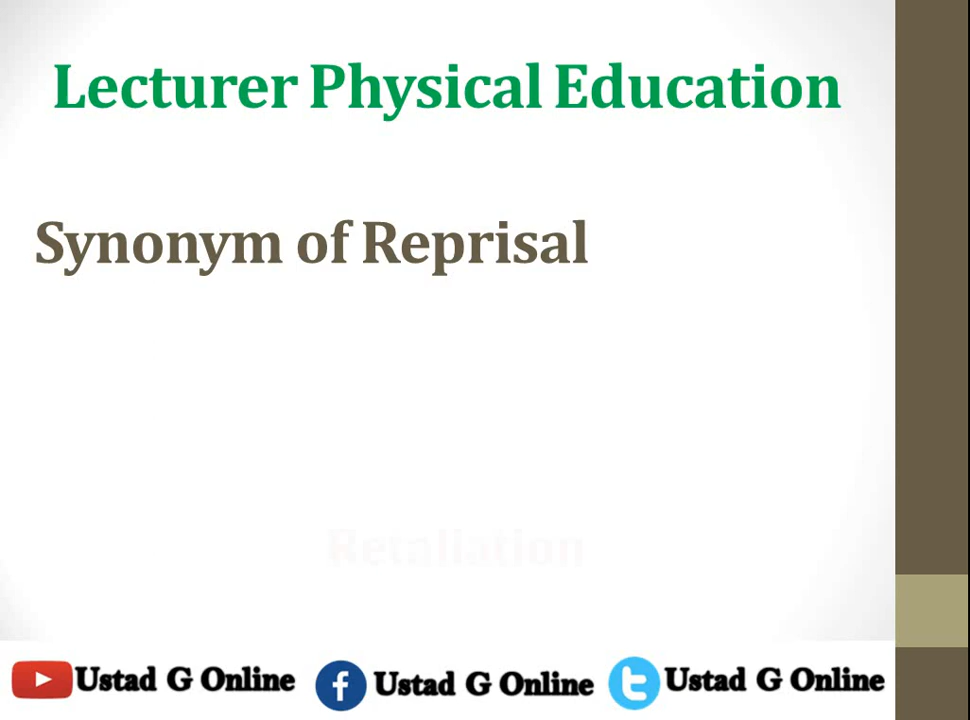 Lecturer Physical Education
Synonym of Reprisal
Retaliation
Ustad G Online Ustad G Online Ustad G Online